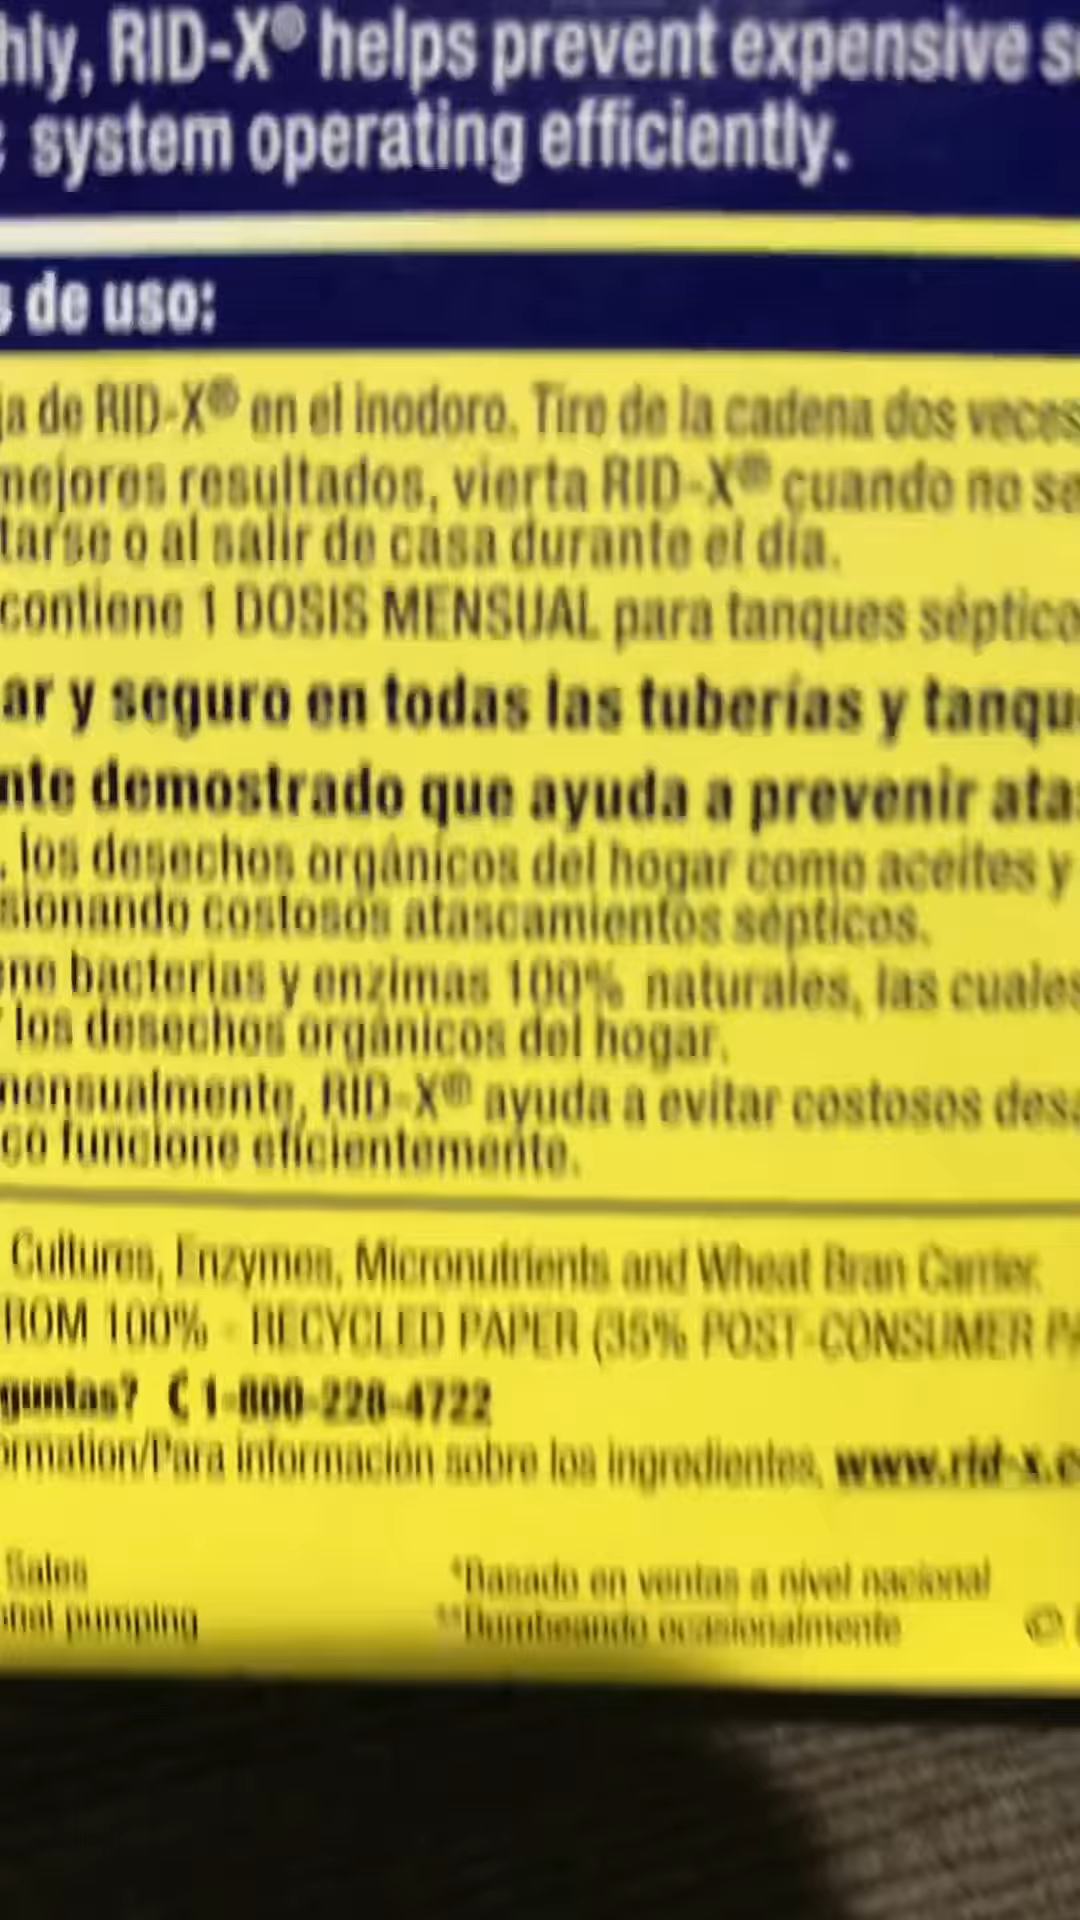 hly, RID-X® helps prevent expensive s
system operating efficiently.
s de uso:
ja de RID-X® en el inodoro. Tire de la cadena dos veces
mejores resultados, vierta RID-X® cuando no se
tarse o al salir de casa durante el día.
contiene 1 DOSIS MENSUAL para tanques séptico
ar y seguro en todas las tuberías y tanqu
nte demostrado que ayuda a prevenir ata
, los desechos orgánicos del hogar como aceites y
sionando costosos atascamientos sépticos.
ne bacterias y enzimas 100% naturales, las cuales
los desechos orgánicos del hogar.
mensualmente, RID-X® ayuda a evitar costosos desa
co funcione eficientemente.
Cultures, Enzymes, Micronutrients and Wheat Bran Carrier.
ROM 100% - RECYCLED PAPER (35% POST-CONSUMER PA
guntas? 1-800-228-4722
ormation/Para información sobre los ingredientes, www.rid-x.c
Sales
onal pumping
*Basado en ventas a nivel nacional
**Bombeando ocasionalmente
©